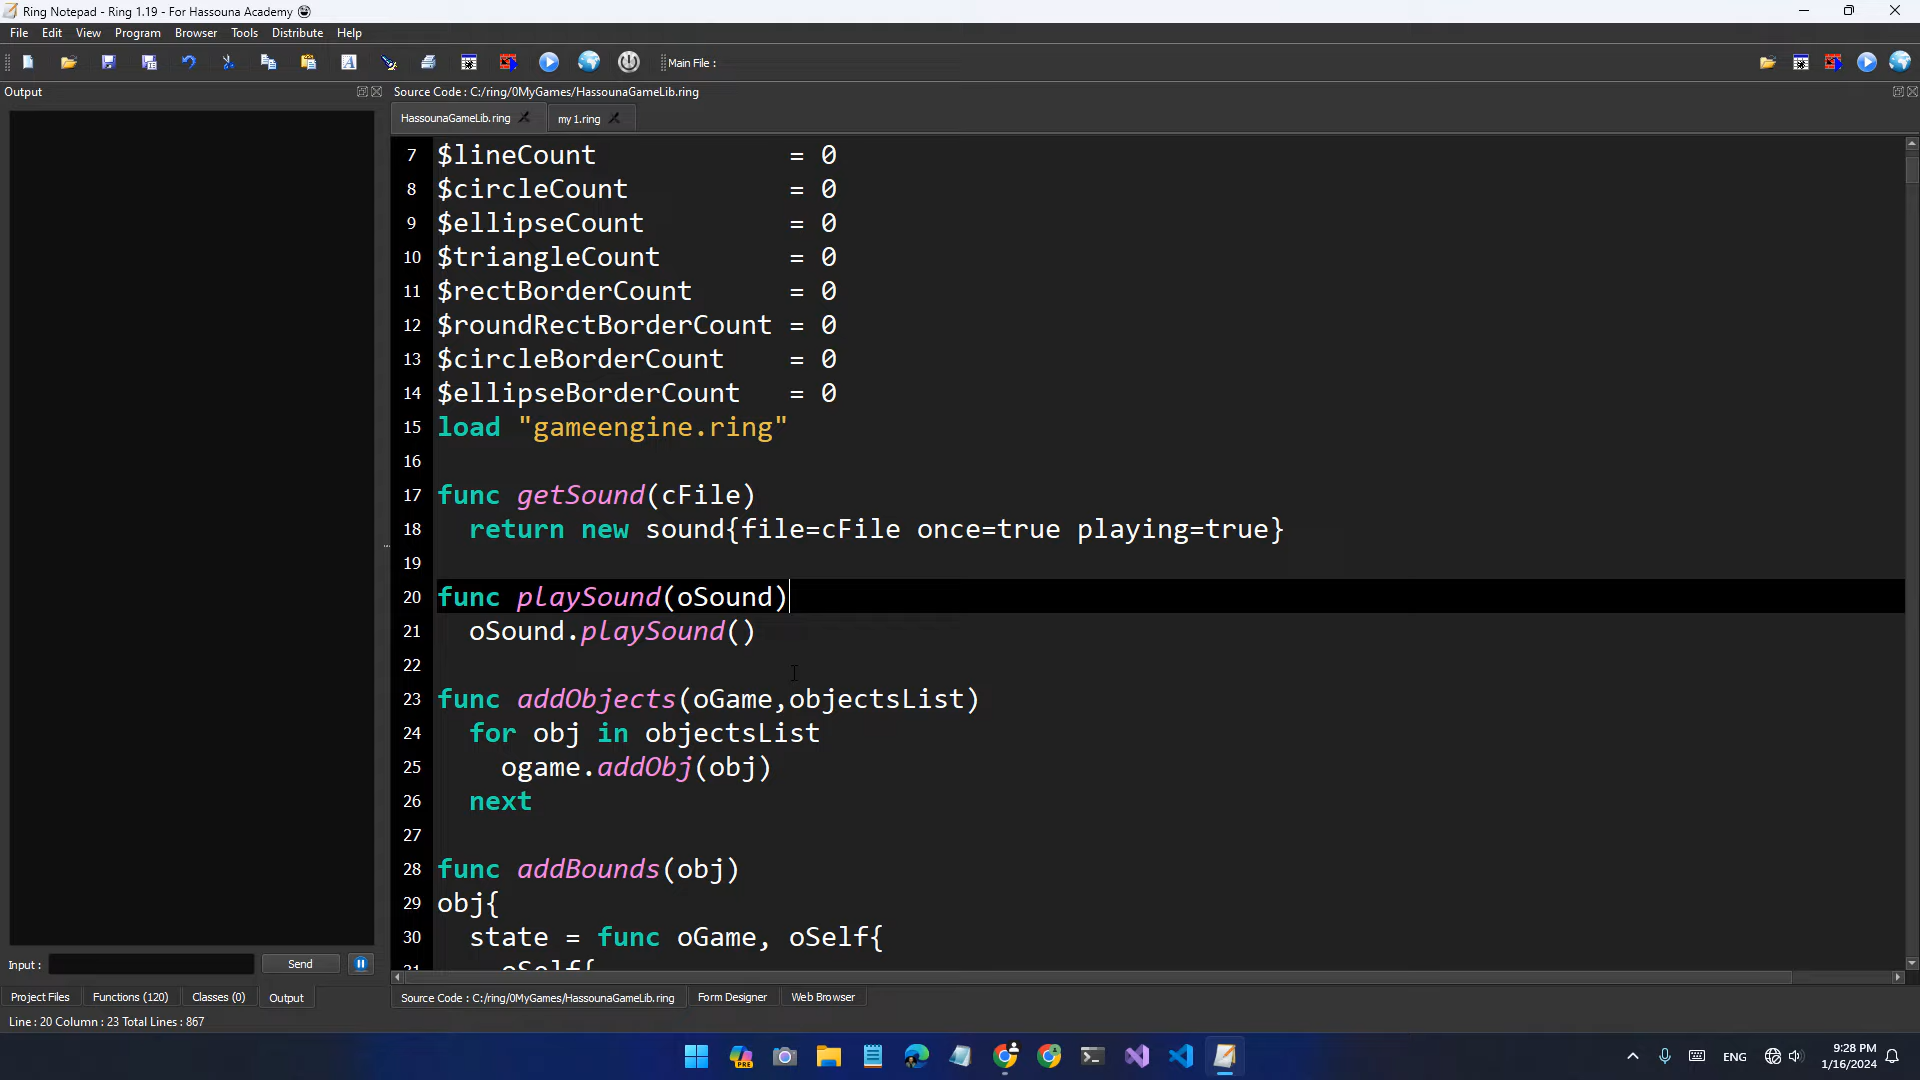 Ring Notepad - Ring 1.19 - For Hassouna Academy
File Edit View Program Browser Tools Distribute Help
Main File :
Output
Source Code : C:/ring/0MyGames/HassounaGameLib.ring
HassounaGameLib.ring
my 1.ring
7 $lineCount = 0
8 $circleCount = 0
9 $ellipseCount = 0
10 $triangleCount = 0
11 $rectBorderCount = 0
12 $roundRectBorderCount = 0
13 $circleBorderCount = 0
14 $ellipseBorderCount = 0
15 load "gameengine.ring"
16
17 func getSound(cFile)
18 return new sound{file=cFile once=true playing=true}
19
20 func playSound(oSound)
21 oSound.playSound()
22
23 func addObjects(oGame,objectsList)
24 for obj in objectsList
25 ogame.addObj(obj)
26 next
27
28 func addBounds(obj)
29 obj{
30 state = func oGame, oSelf{
31 oSelf{
Input :
Send
Project Files Functions (120) Classes (0) Output
Source Code : C:/ring/0MyGames/HassounaGameLib.ring Form Designer Web Browser
Line : 20 Column : 23 Total Lines : 867
PRE
ENG
9:28 PM
1/16/2024